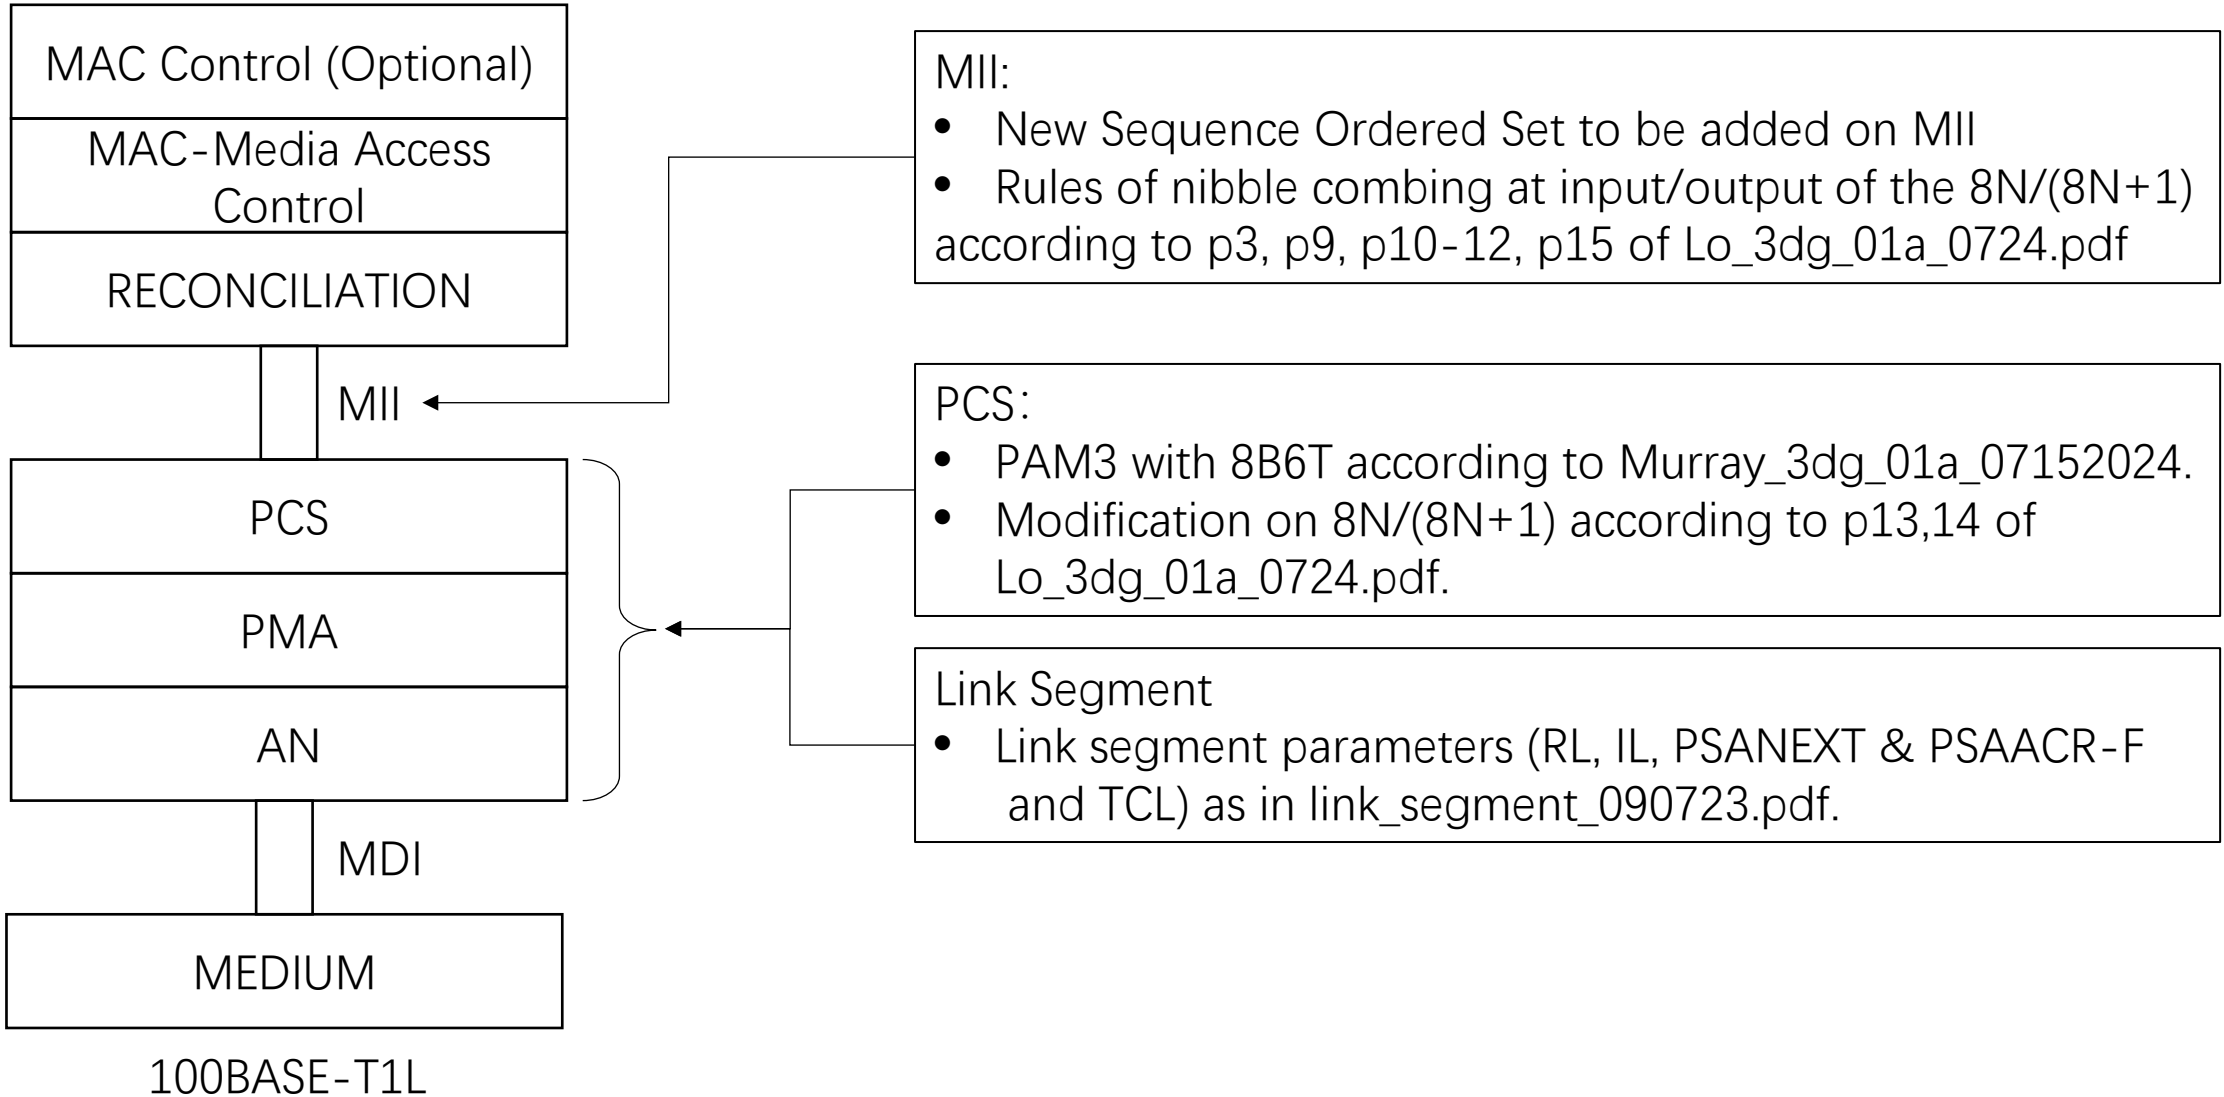 MAC Control (Optional)
MAC-Media Access
Control
RECONCILIATION
MII
PCS
PMA
AN
MDI
MEDIUM
100BASE-T1L
MII:
• New Sequence Ordered Set to be added on MII
• Rules of nibble combing at input/output of the 8N/(8N+1)
according to p3, p9, p10-12, p15 of Lo_3dg_01a_0724.pdf
PCS：
• PAM3 with 8B6T according to Murray_3dg_01a_07152024.
• Modification on 8N/(8N+1) according to p13,14 of
Lo_3dg_01a_0724.pdf.
Link Segment
• Link segment parameters (RL, IL, PSANEXT & PSAACR-F
and TCL) as in link_segment_090723.pdf.